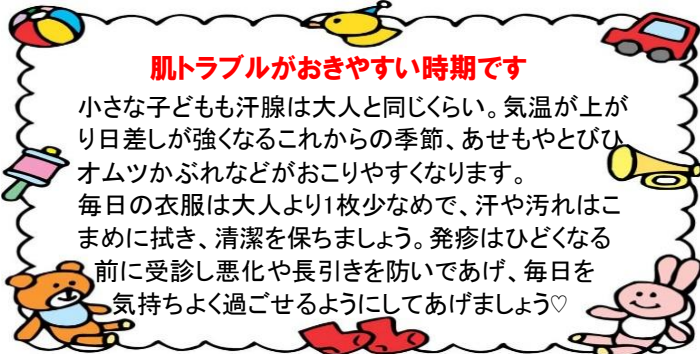 肌トラブルがおきやすい時期です
小さな子どもも汗腺は大人と同じくらい。気温が上が
り日差しが強くなるこれからの季節、あせもやとびひ
オムツかぶれなどがおこりやすくなります。
毎日の衣服は大人より1枚少なめで、汗や汚れはこ
まめに拭き、清潔を保ちましょう。発疹はひどくなる
前に受診し悪化や長引きを防いであげ、毎日を
気持ちよく過ごせるようにしてあげましょう♡